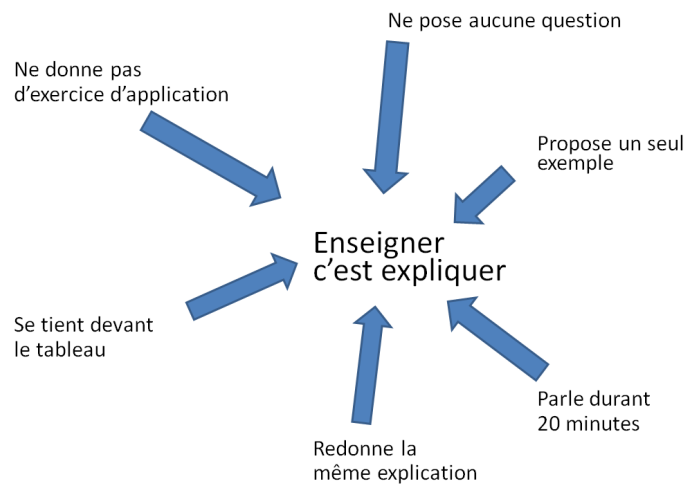 Ne pose aucune question
Ne donne pas
d’exercice d’application
Propose un seul
exemple
Enseigner
c’est expliquer
Se tient devant
le tableau
Parle durant
20 minutes
Redonne la
même explication